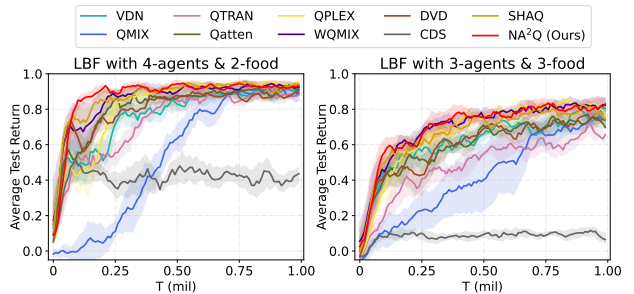 VDN QTRAN QPLEX DVD SHAQ
QMIX Qatten WQMIX CDS NA²Q (Ours)
LBF with 4-agents & 2-food
Average Test Return
1.0
0.8
0.6
0.4
0.2
0.0
0 0.25 0.50 0.75 1.00
T (mil)
LBF with 3-agents & 3-food
Average Test Return
1.0
0.8
0.6
0.4
0.2
0.0
0 0.25 0.50 0.75 1.00
T (mil)